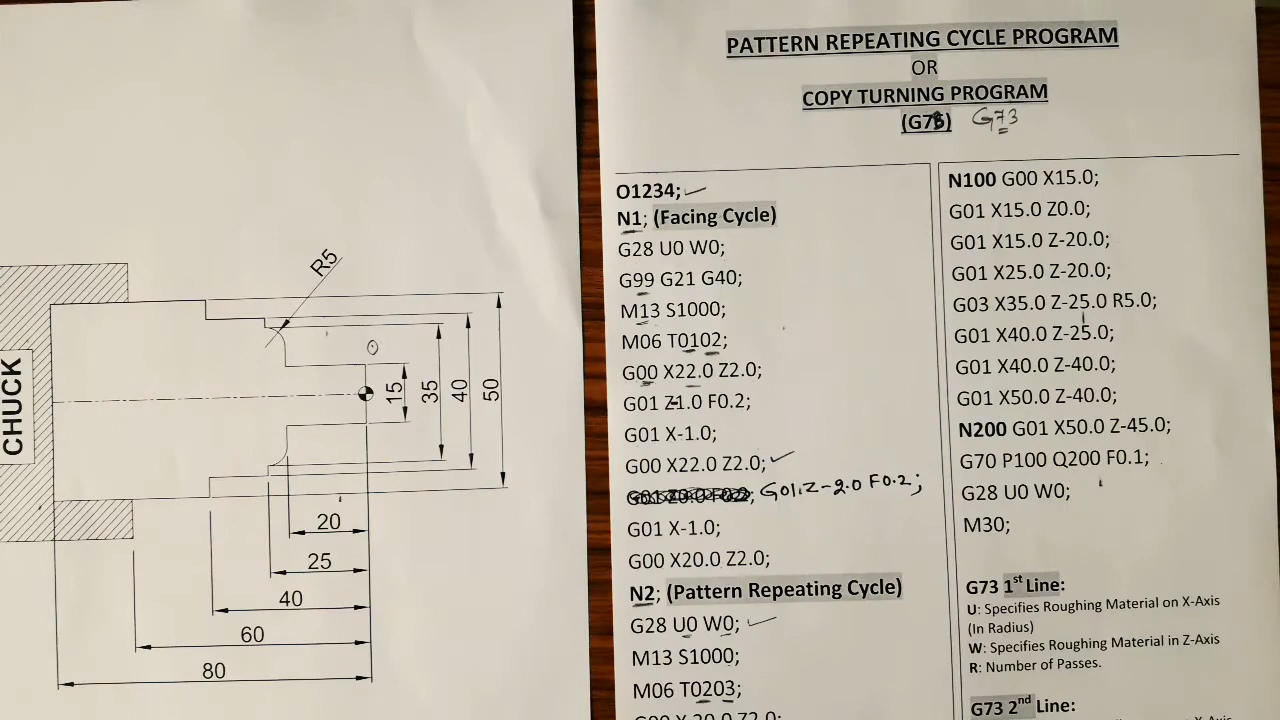 R5
CHUCK
15
35
40
50
20
25
40
60
80
PATTERN REPEATING CYCLE PROGRAM
OR
COPY TURNING PROGRAM
(G73) G73
O1234;
N1; (Facing Cycle)
G28 U0 W0;
G99 G21 G40;
M13 S1000;
M06 T0102;
G00 X22.0 Z2.0;
G01 Z-1.0 F0.2;
G01 X-1.0;
G00 X22.0 Z2.0;
G01 Z-2.0 F0.2;
G01 X-1.0;
G00 X20.0 Z2.0;
N2; (Pattern Repeating Cycle)
G28 U0 W0;
M13 S1000;
M06 T0203;
N100 G00 X15.0;
G01 X15.0 Z0.0;
G01 X15.0 Z-20.0;
G01 X25.0 Z-20.0;
G03 X35.0 Z-25.0 R5.0;
G01 X40.0 Z-25.0;
G01 X40.0 Z-40.0;
G01 X50.0 Z-40.0;
N200 G01 X50.0 Z-45.0;
G70 P100 Q200 F0.1;
G28 U0 W0;
M30;
G73 1st Line:
U: Specifies Roughing Material on X-Axis
(In Radius)
W: Specifies Roughing Material in Z-Axis
R: Number of Passes.
G73 2nd Line: